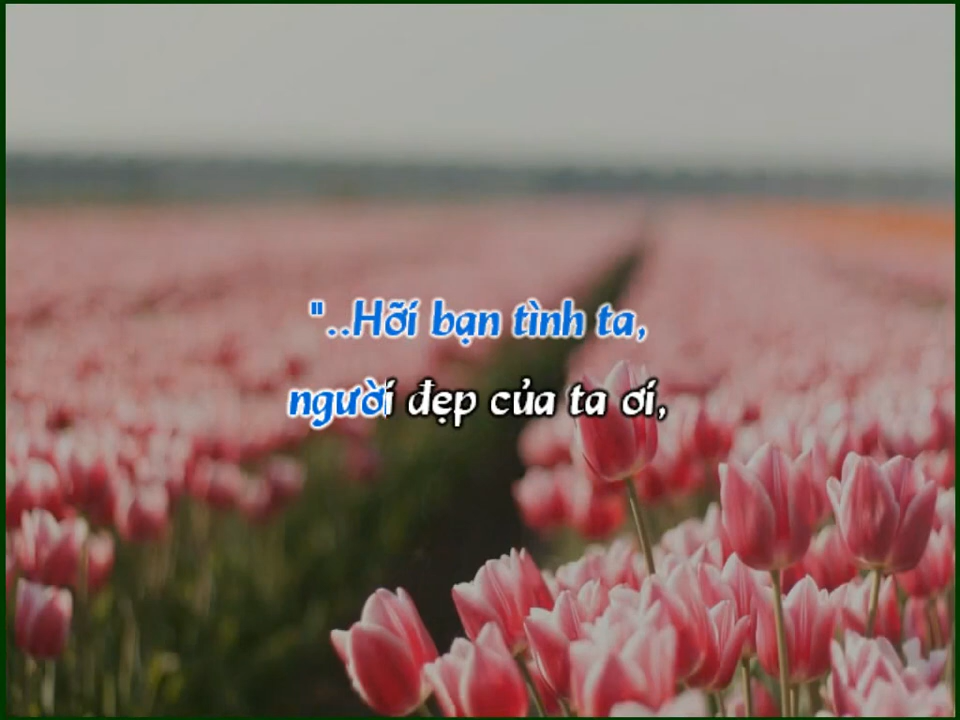 "..Hỡi bạn tình ta,
người đẹp của ta ơi,